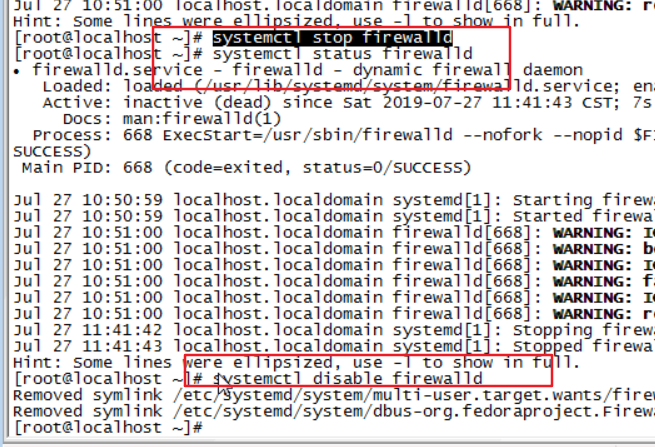 Jul 27 10:51:00 localhost.localdomain firewalld[668]: WARNING: r
Hint: Some lines were ellipsized, use -l to show in full.
[root@localhost ~]# systemctl stop firewalld
[root@localhost ~]# systemctl status firewalld
• firewalld.service - firewalld - dynamic firewall daemon
Loaded: loaded (/usr/lib/systemd/system/firewalld.service; ena
Active: inactive (dead) since Sat 2019-07-27 11:41:43 CST; 7s
Docs: man:firewalld(1)
Process: 668 ExecStart=/usr/sbin/firewalld --nofork --nopid $FI
SUCCESS)
Main PID: 668 (code=exited, status=0/SUCCESS)
Jul 27 10:50:59 localhost.localdomain systemd[1]: Starting firewa
Jul 27 10:50:59 localhost.localdomain systemd[1]: Started firewa
Jul 27 10:51:00 localhost.localdomain firewalld[668]: WARNING: IC
Jul 27 10:51:00 localhost.localdomain firewalld[668]: WARNING: be
Jul 27 10:51:00 localhost.localdomain firewalld[668]: WARNING: IC
Jul 27 10:51:00 localhost.localdomain firewalld[668]: WARNING: fa
Jul 27 10:51:00 localhost.localdomain firewalld[668]: WARNING: IC
Jul 27 10:51:00 localhost.localdomain firewalld[668]: WARNING: re
Jul 27 11:41:42 localhost.localdomain systemd[1]: Stopping firewa
Jul 27 11:41:43 localhost.localdomain systemd[1]: Stopped firewa
Hint: Some lines were ellipsized, use -l to show in full.
[root@localhost ~]# systemctl disable firewalld
Removed symlink /etc/systemd/system/multi-user.target.wants/firew
Removed symlink /etc/systemd/system/dbus-org.fedoraproject.Firewa
[root@localhost ~]#